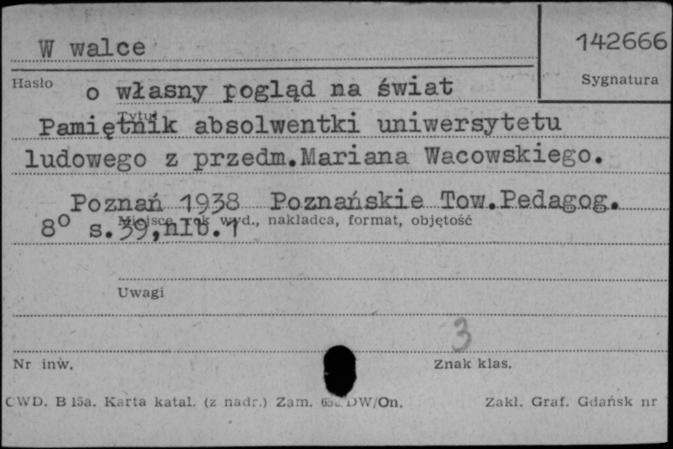 W walce
142666
Hasło
Sygnatura
o własny pogląd na świat
Tytuł
Pamiętnik absolwentki uniwersytetu
ludowego z przedm.Mariana Wacowskiego.
Poznań 1938 Poznańskie Tow.Pedagog.
Miejsce, rok wyd., nakładca, format, objętość
8° s.39,nlb.1
Uwagi
3
Nr inw.
Znak klas.
CWD. B 15a. Karta katal. (z nadr.) Zam. DW/On.
Zakł. Graf. Gdańsk nr